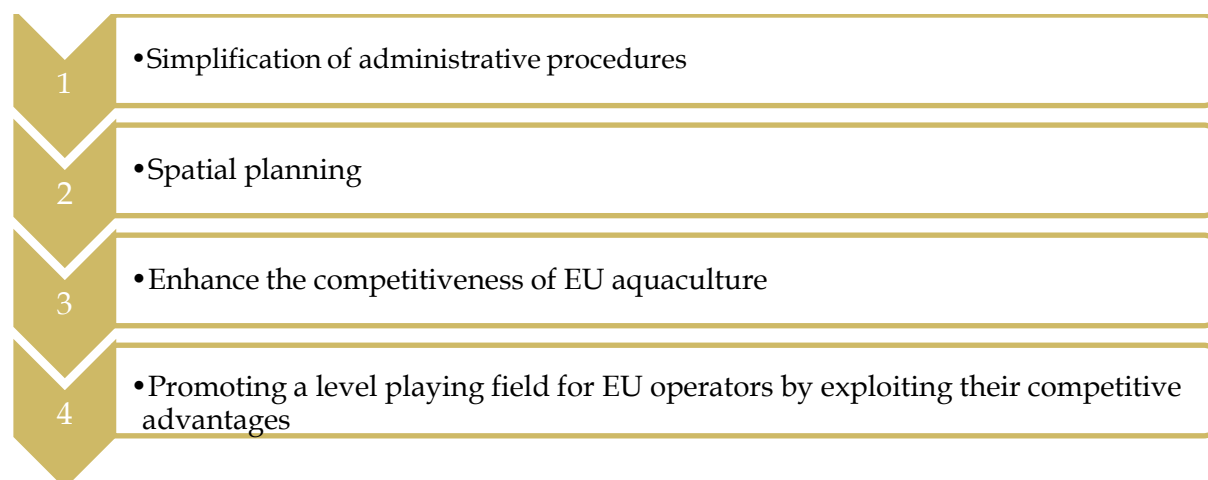 1
•Simplification of administrative procedures
2
•Spatial planning
3
•Enhance the competitiveness of EU aquaculture
4
•Promoting a level playing field for EU operators by exploiting their competitive
advantages